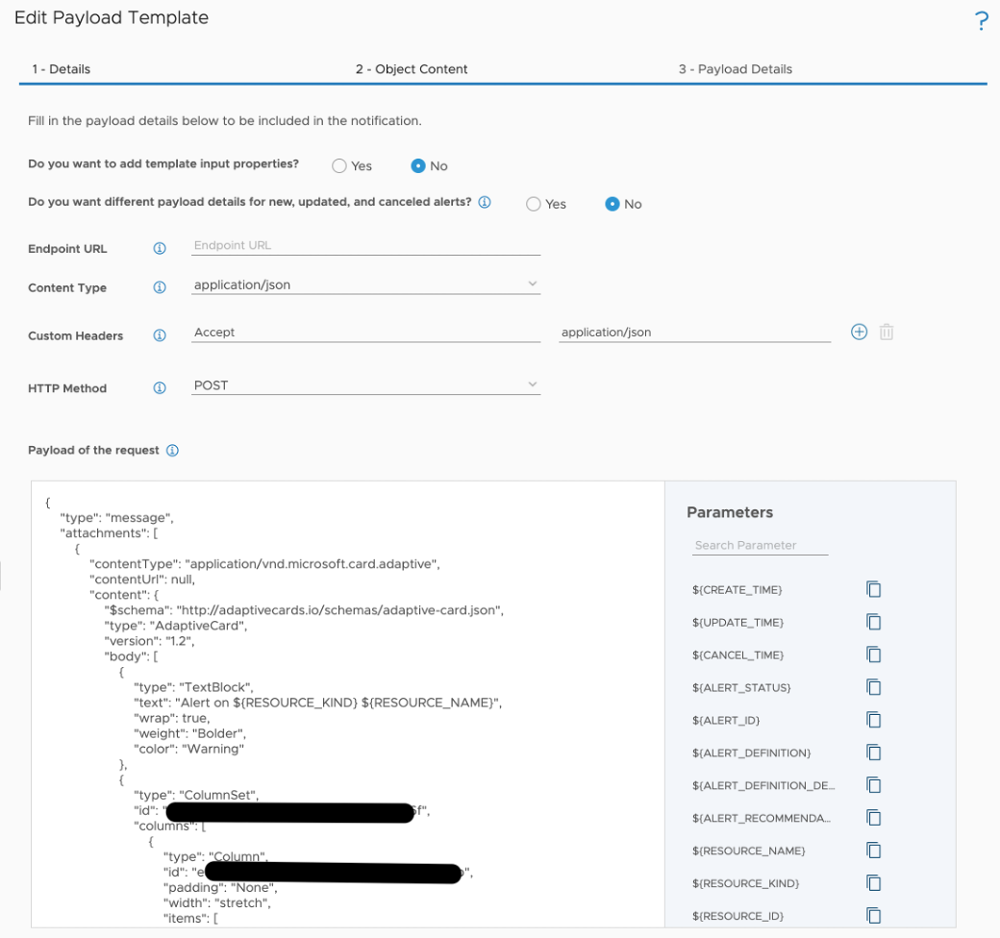 Edit Payload Template
?
1 - Details
2 - Object Content
3 - Payload Details
Fill in the payload details below to be included in the notification.
Do you want to add template input properties? Yes No
Do you want different payload details for new, updated, and canceled alerts? Yes No
Endpoint URL Endpoint URL
Content Type application/json
Custom Headers Accept application/json
HTTP Method POST
Payload of the request
{
"type": "message",
"attachments": [
{
"contentType": "application/vnd.microsoft.card.adaptive",
"contentUrl": null,
"content": {
"$schema": "http://adaptivecards.io/schemas/adaptive-card.json",
"type": "AdaptiveCard",
"version": "1.2",
"body": [
{
"type": "TextBlock",
"text": "Alert on ${RESOURCE_KIND} ${RESOURCE_NAME}",
"wrap": true,
"weight": "Bolder",
"color": "Warning"
},
{
"type": "ColumnSet",
"id": "
"columns": [
{
"type": "Column",
"id": "e
"padding": "None",
"width": "stretch",
"items": [
Parameters
Search Parameter
${CREATE_TIME}
${UPDATE_TIME}
${CANCEL_TIME}
${ALERT_STATUS}
${ALERT_ID}
${ALERT_DEFINITION}
${ALERT_DEFINITION_DE...
${ALERT_RECOMMENDA...
${RESOURCE_NAME}
${RESOURCE_KIND}
${RESOURCE_ID}